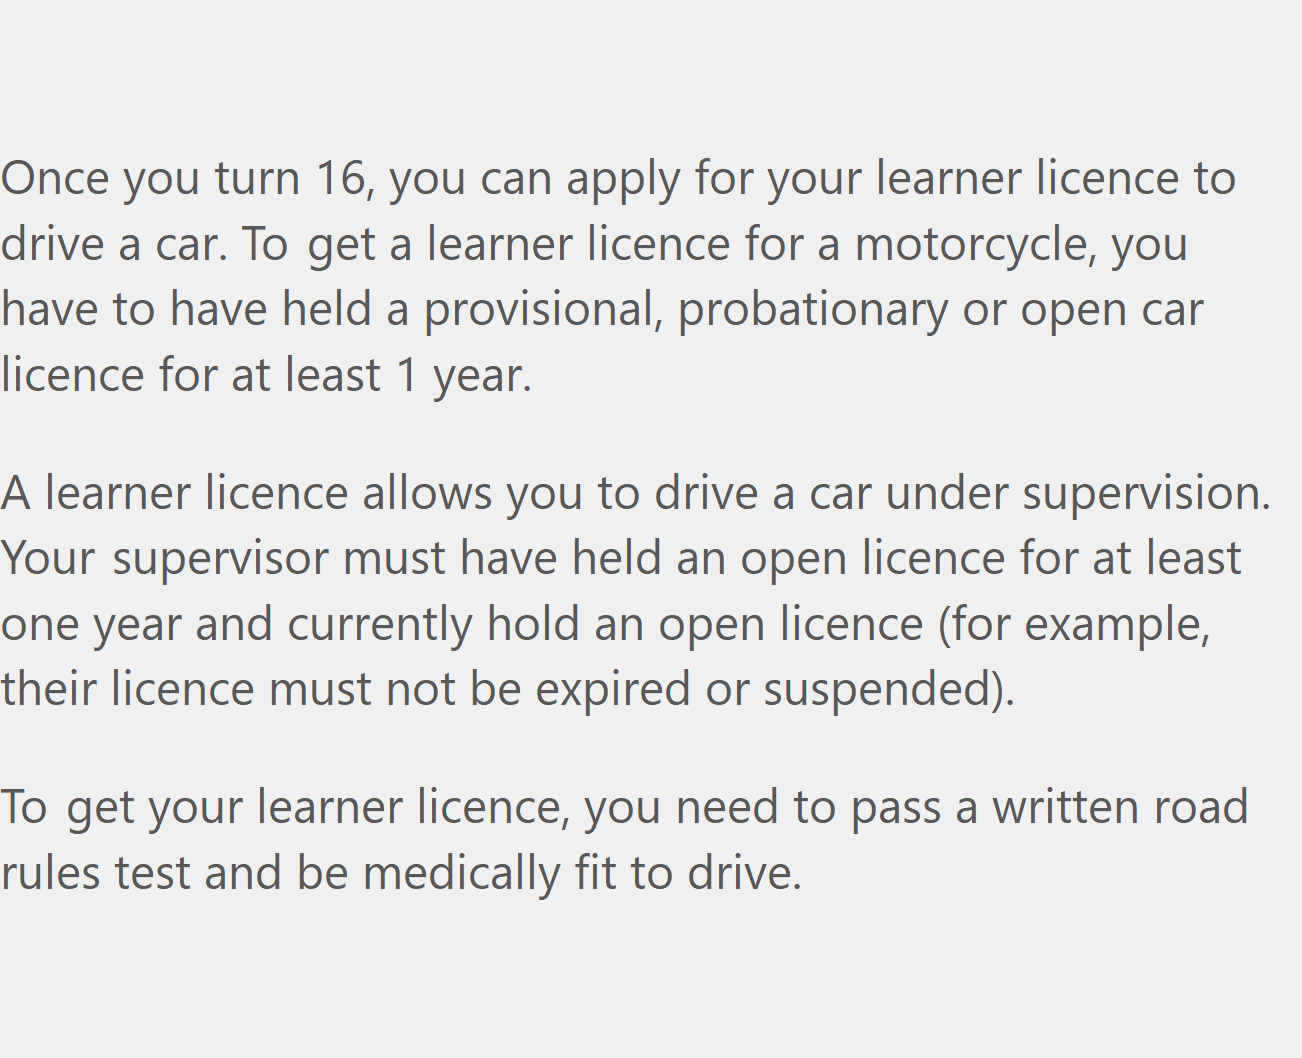 Once you turn 16, you can apply for your learner licence to
drive a car. To get a learner licence for a motorcycle, you
have to have held a provisional, probationary or open car
licence for at least 1 year.
A learner licence allows you to drive a car under supervision.
Your supervisor must have held an open licence for at least
one year and currently hold an open licence (for example,
their licence must not be expired or suspended).
To get your learner licence, you need to pass a written road
rules test and be medically fit to drive.